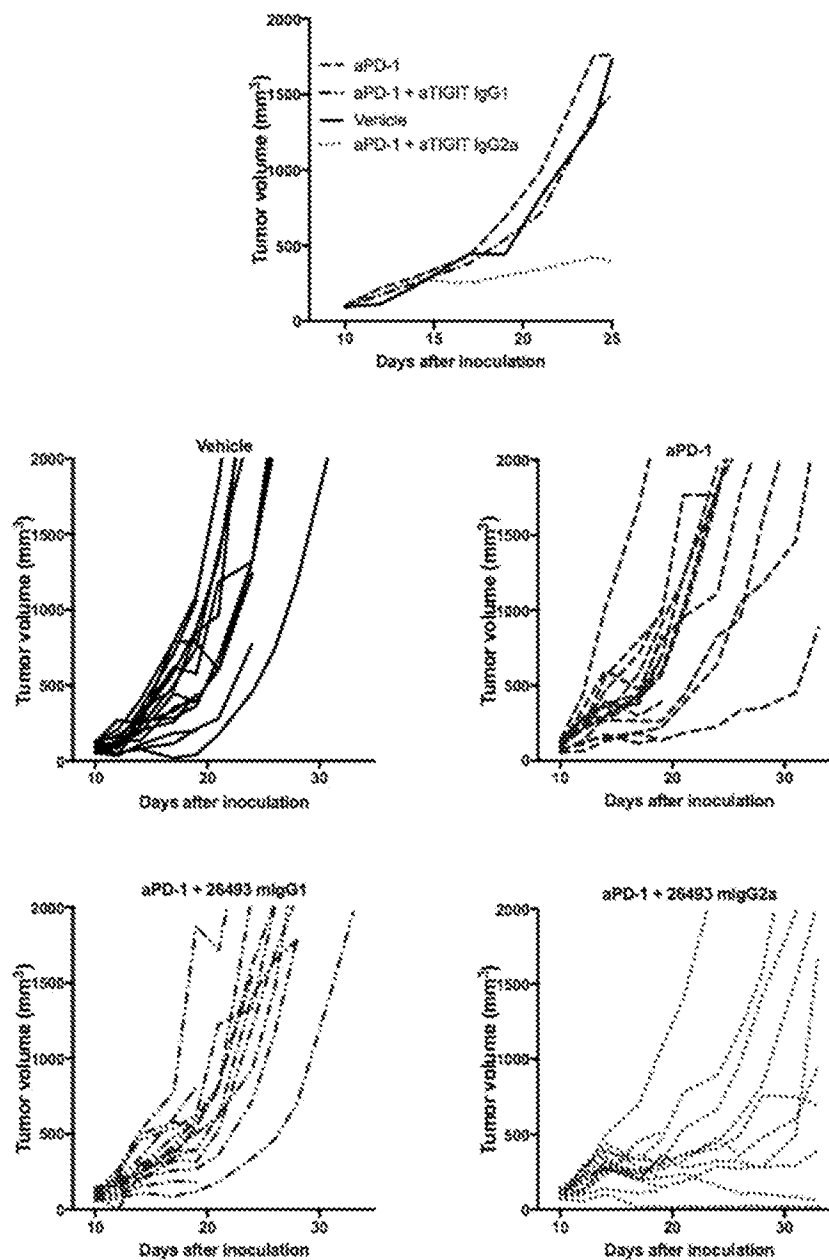 2000
1500
1000
500
0
Tumor volume (mm³)
aPD-1
aPD-1 + aTIGIT IgG1
Vehicle
aPD-1 + aTIGIT IgG2a
10 15 20 25
Days after inoculation
Vehicle
2000
1500
1000
500
0
Tumor volume (mm³)
10 20 30
Days after inoculation
aPD-1
2000
1500
1000
500
0
Tumor volume (mm³)
10 20 30
Days after inoculation
aPD-1 + 26493 mIgG1
2000
1500
1000
500
0
Tumor volume (mm³)
10 20 30
Days after inoculation
aPD-1 + 26493 mIgG2a
2000
1500
1000
500
0
Tumor volume (mm³)
10 20 30
Days after inoculation